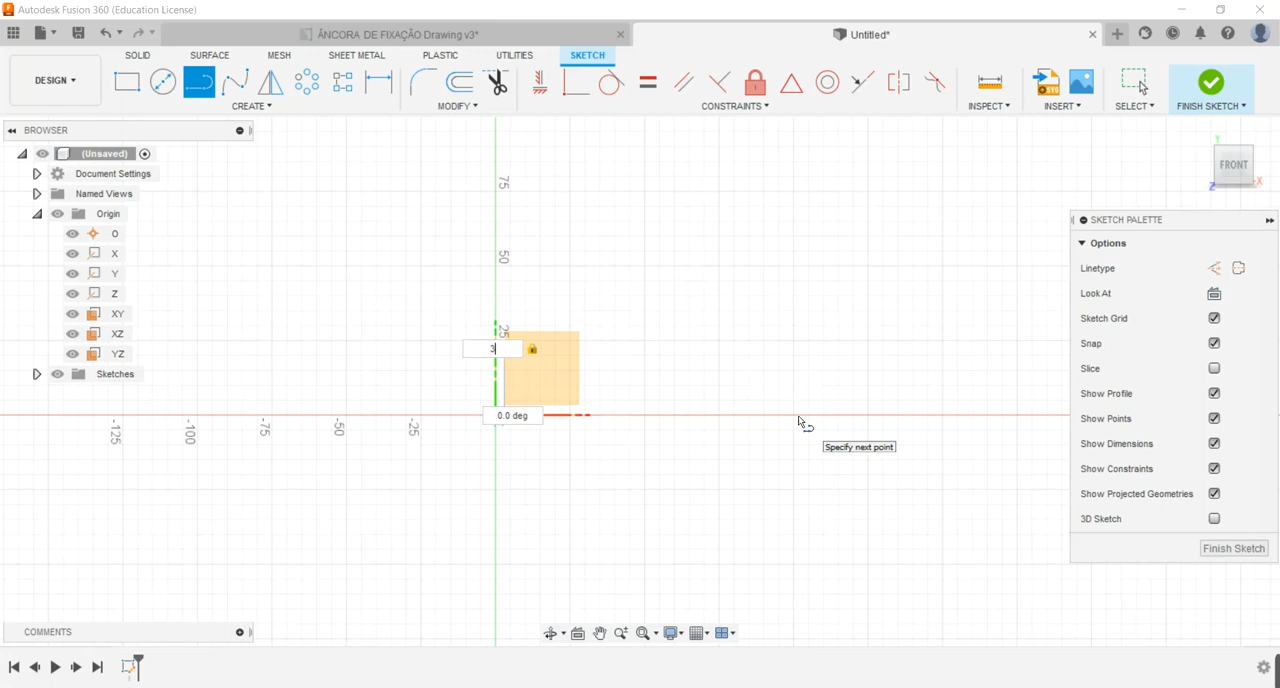 Autodesk Fusion 360 (Education License)
ÂNCORA DE FIXAÇÃO Drawing v3*
Untitled*
SOLID SURFACE MESH SHEET METAL PLASTIC UTILITIES SKETCH
DESIGN
CREATE MODIFY CONSTRAINTS INSPECT INSERT SELECT FINISH SKETCH
SVG
BROWSER
(Unsaved)
Document Settings
Named Views
Origin
O
X
Y
Z
XY
XZ
YZ
Sketches
75
50
25
3
0.0 deg
-125 -100 -75 -50 -25
Specify next point
Y
FRONT
Z X
SKETCH PALETTE
Options
Linetype
Look At
Sketch Grid
Snap
Slice
Show Profile
Show Points
Show Dimensions
Show Constraints
Show Projected Geometries
3D Sketch
Finish Sketch
COMMENTS